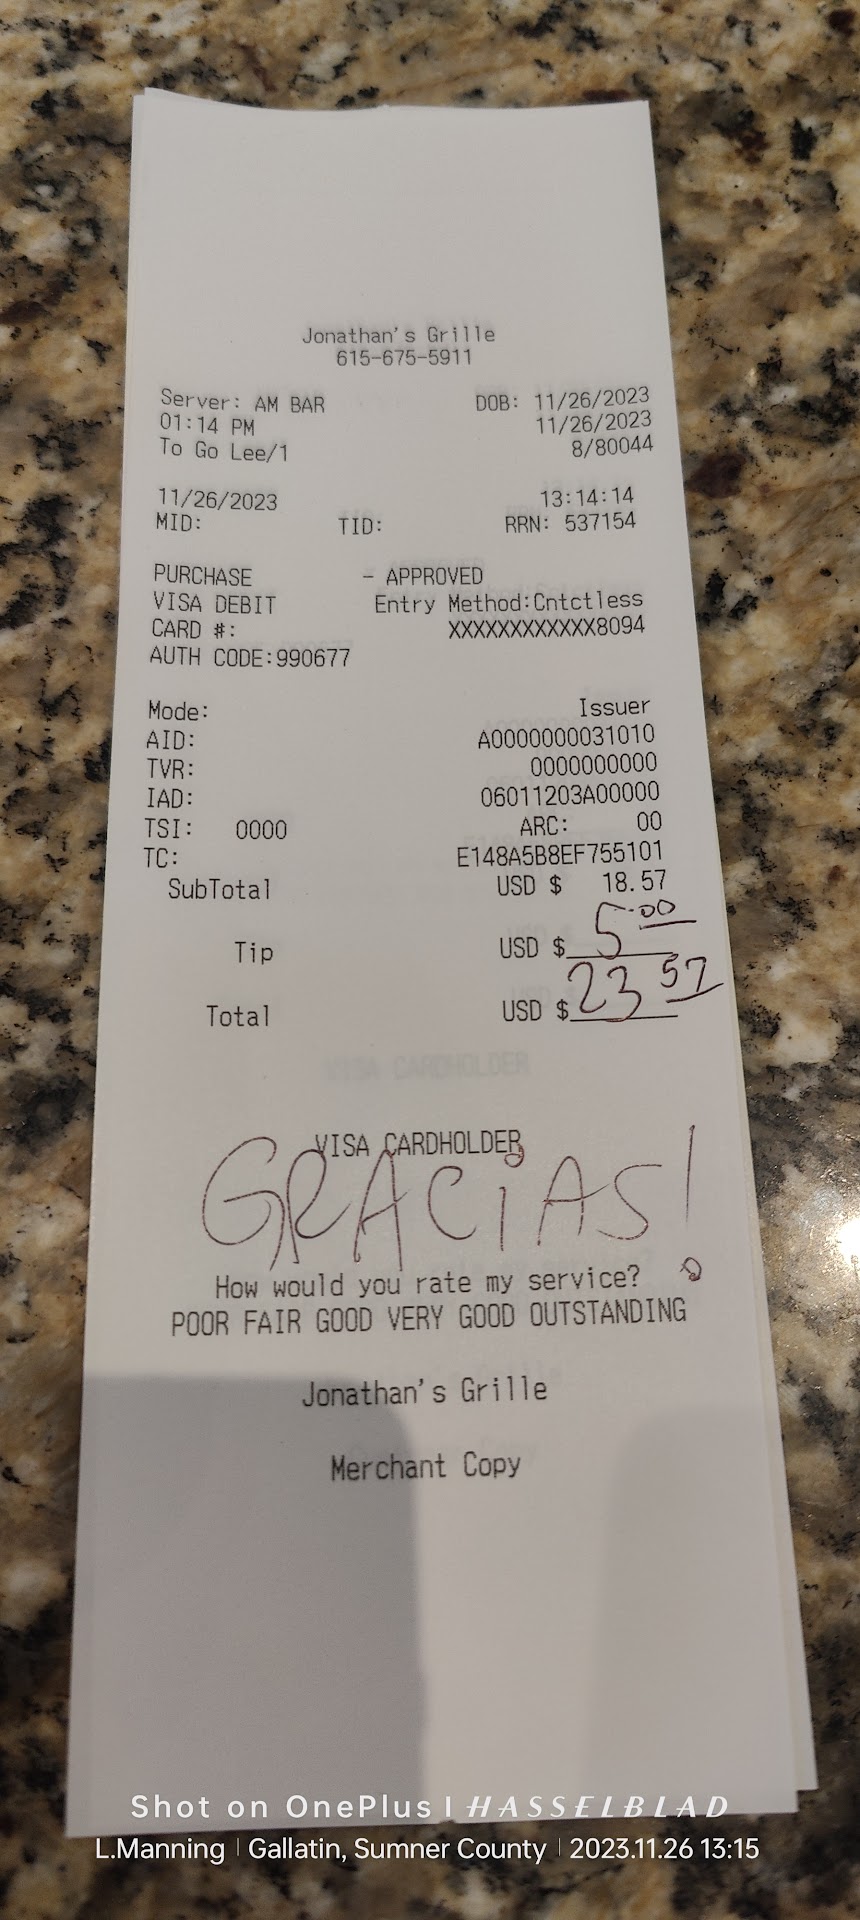 Jonathan's Grille
615-675-5911
Server: AM BAR DOB: 11/26/2023
01:14 PM 11/26/2023
To Go Lee/1 8/80044
11/26/2023 13:14:14
MID: TID: RRN: 537154
PURCHASE - APPROVED
VISA DEBIT Entry Method:Cntctless
CARD #: XXXXXXXXXXXX8094
AUTH CODE:990677
Mode: Issuer
AID: A0000000031010
TVR: 0000000000
IAD: 06011203A00000
TSI: 0000 ARC: 00
TC: E148A5B8EF755101
SubTotal USD $ 18.57
Tip USD $ 5.00
Total USD $ 23 57
VISA CARDHOLDER
GRACiAS!
How would you rate my service?
POOR FAIR GOOD VERY GOOD OUTSTANDING
Jonathan's Grille
Merchant Copy
Shot on OnePlus | HASSELBLAD
L.Manning | Gallatin, Sumner County | 2023.11.26 13:15